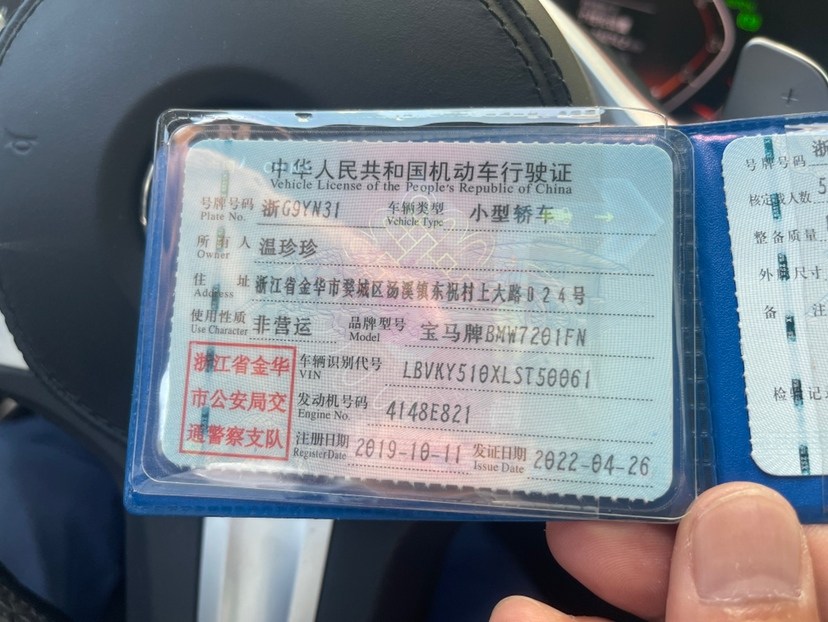 中华人民共和国机动车行驶证
Vehicle License of the People's Republic of China
号牌号码 浙G9YN31 车辆类型 小型轿车
Plate No. Vehicle Type
所有人 温珍珍
Owner
住址 浙江省金华市婺城区汤溪镇东祝村上大路024号
Address
使用性质 非营运 品牌型号 宝马牌BMW7201FN
Use Character Model
浙江省金华
市公安局交
通警察支队
车辆识别代号 LBVKY510XLST50061
VIN
发动机号码 4148E821
Engine No.
注册日期 2019-10-11 发证日期 2022-04-26
Register Date Issue Date
号牌号码 浙
核定载人数 5
整备质量
外廓尺寸
备注
检验记